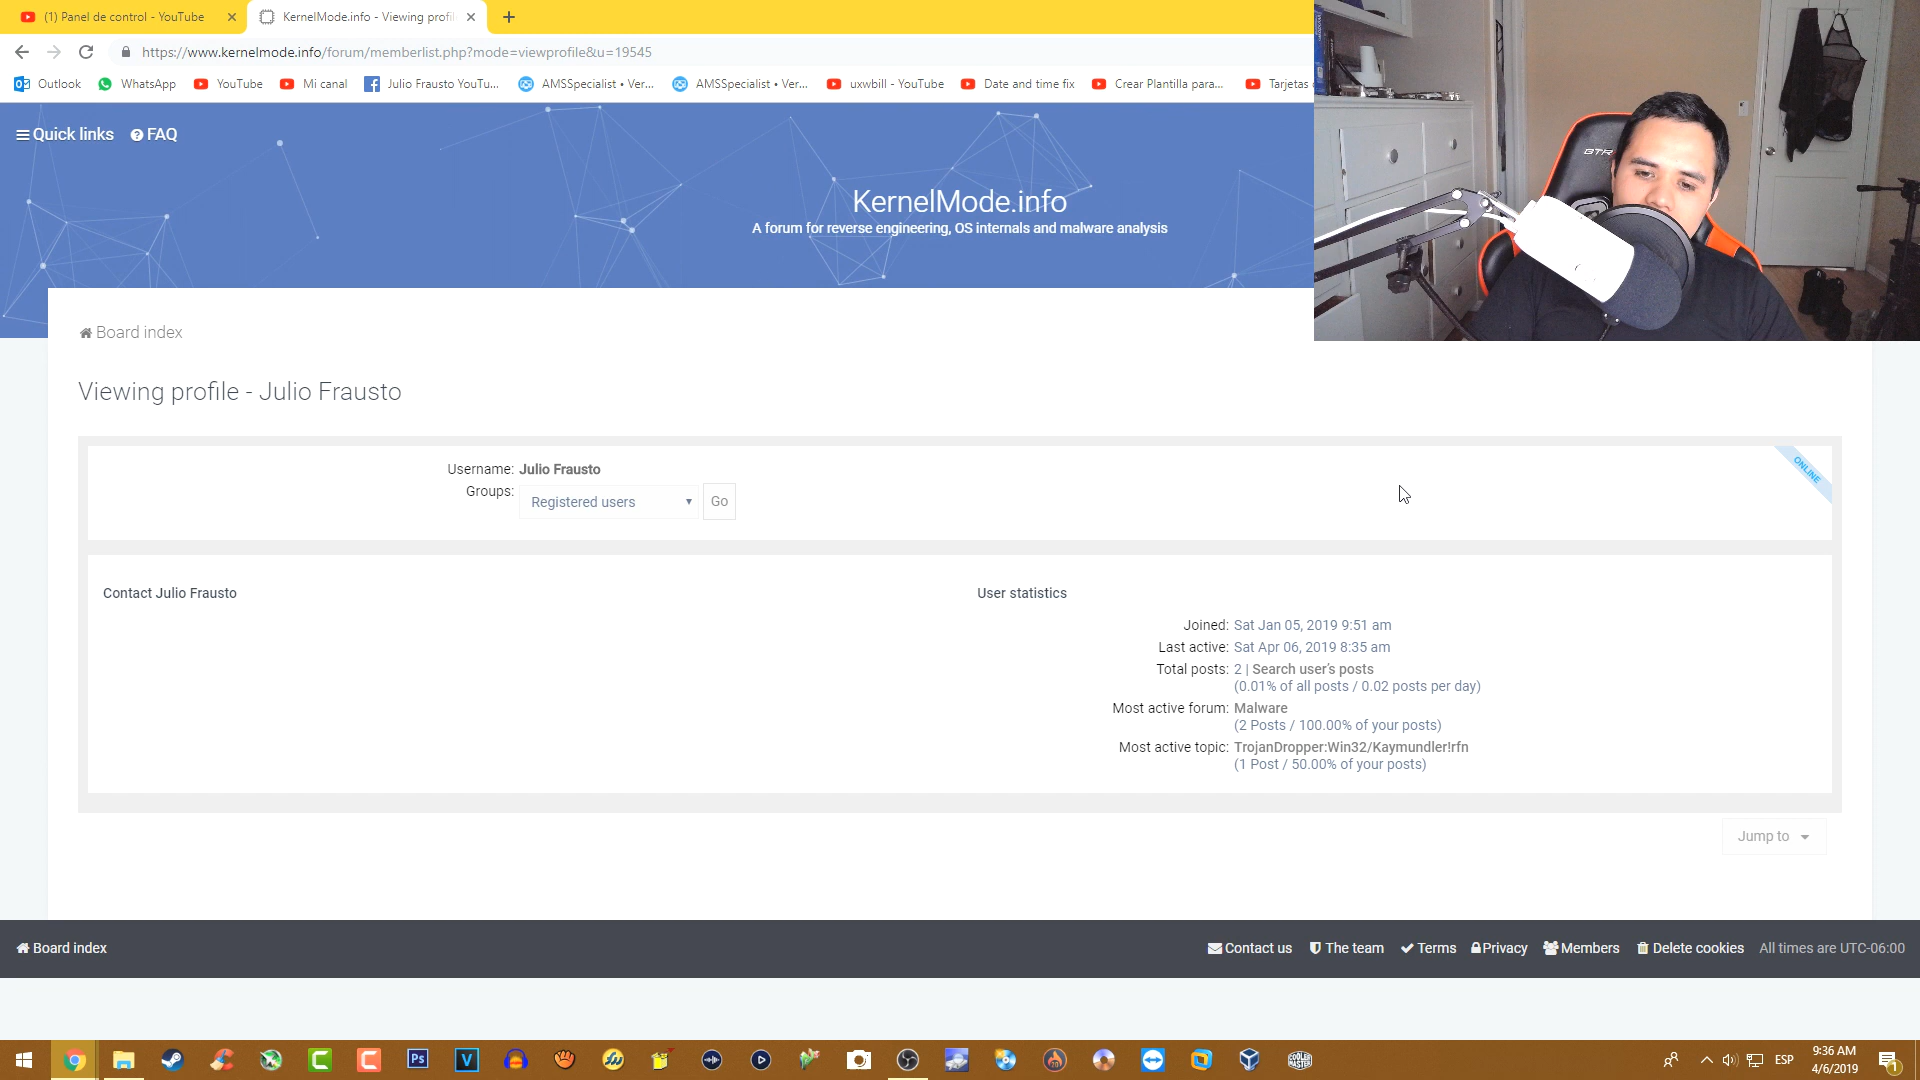 (1) Panel de control - YouTube
KernelMode.info - Viewing profil
https://www.kernelmode.info/forum/memberlist.php?mode=viewprofile&u=19545
Outlook WhatsApp YouTube Mi canal Julio Frausto YouTu... AMSSpecialist • Ver... AMSSpecialist • Ver... uxwbill - YouTube Date and time fix Crear Plantilla para... Tarjetas
Quick links FAQ
KernelMode.info
A forum for reverse engineering, OS internals and malware analysis
GTR
Board index
Viewing profile - Julio Frausto
ONLINE
Username: Julio Frausto
Groups: Registered users Go
Contact Julio Frausto
User statistics
Joined: Sat Jan 05, 2019 9:51 am
Last active: Sat Apr 06, 2019 8:35 am
Total posts: 2 | Search user's posts
(0.01% of all posts / 0.02 posts per day)
Most active forum: Malware
(2 Posts / 100.00% of your posts)
Most active topic: TrojanDropper:Win32/Kaymundler!rfn
(1 Post / 50.00% of your posts)
Jump to
Board index Contact us The team Terms Privacy Members Delete cookies All times are UTC-06:00
Ps V COOLER MASTER ESP 9:36 AM
4/6/2019 1